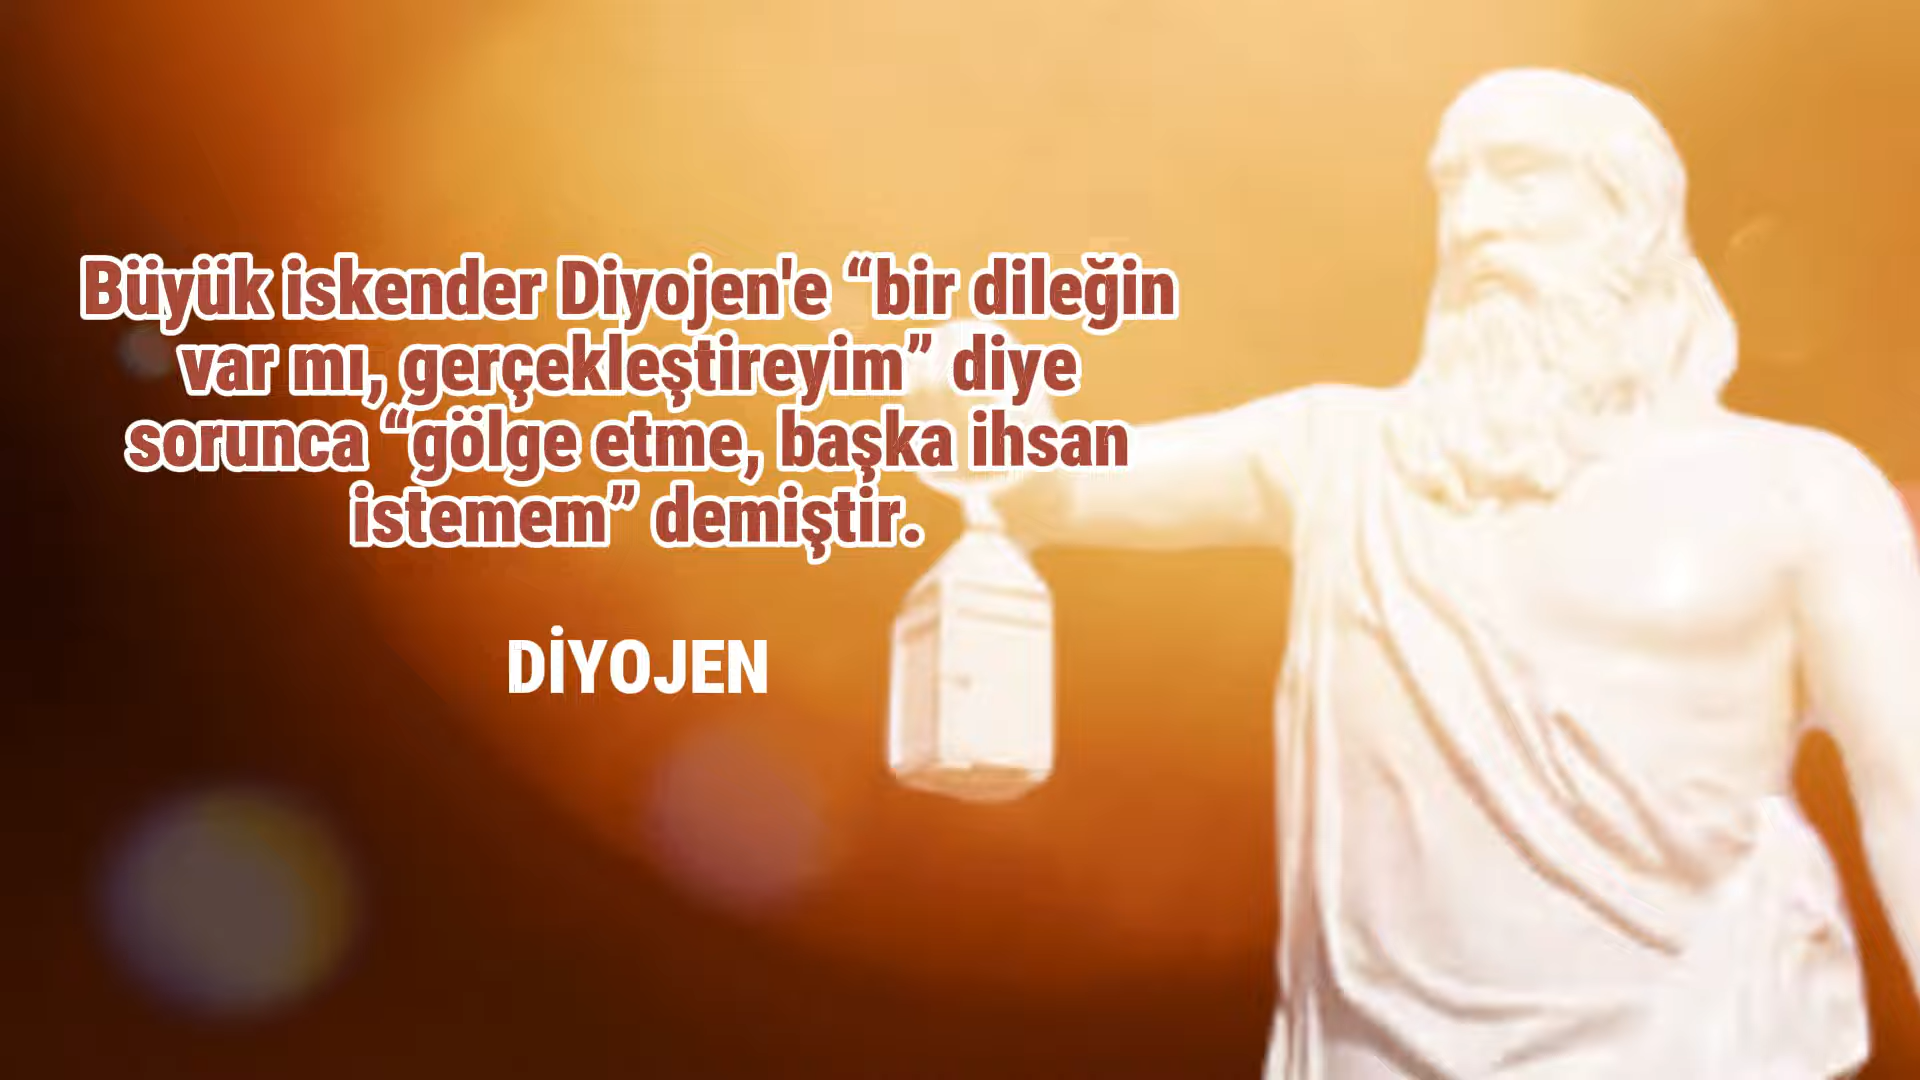 Büyük iskender Diyojen'e “bir dileğin
var mı, gerçekleştireyim” diye
sorunca “gölge etme, başka ihsan
istemem” demiştir.
DİYOJEN